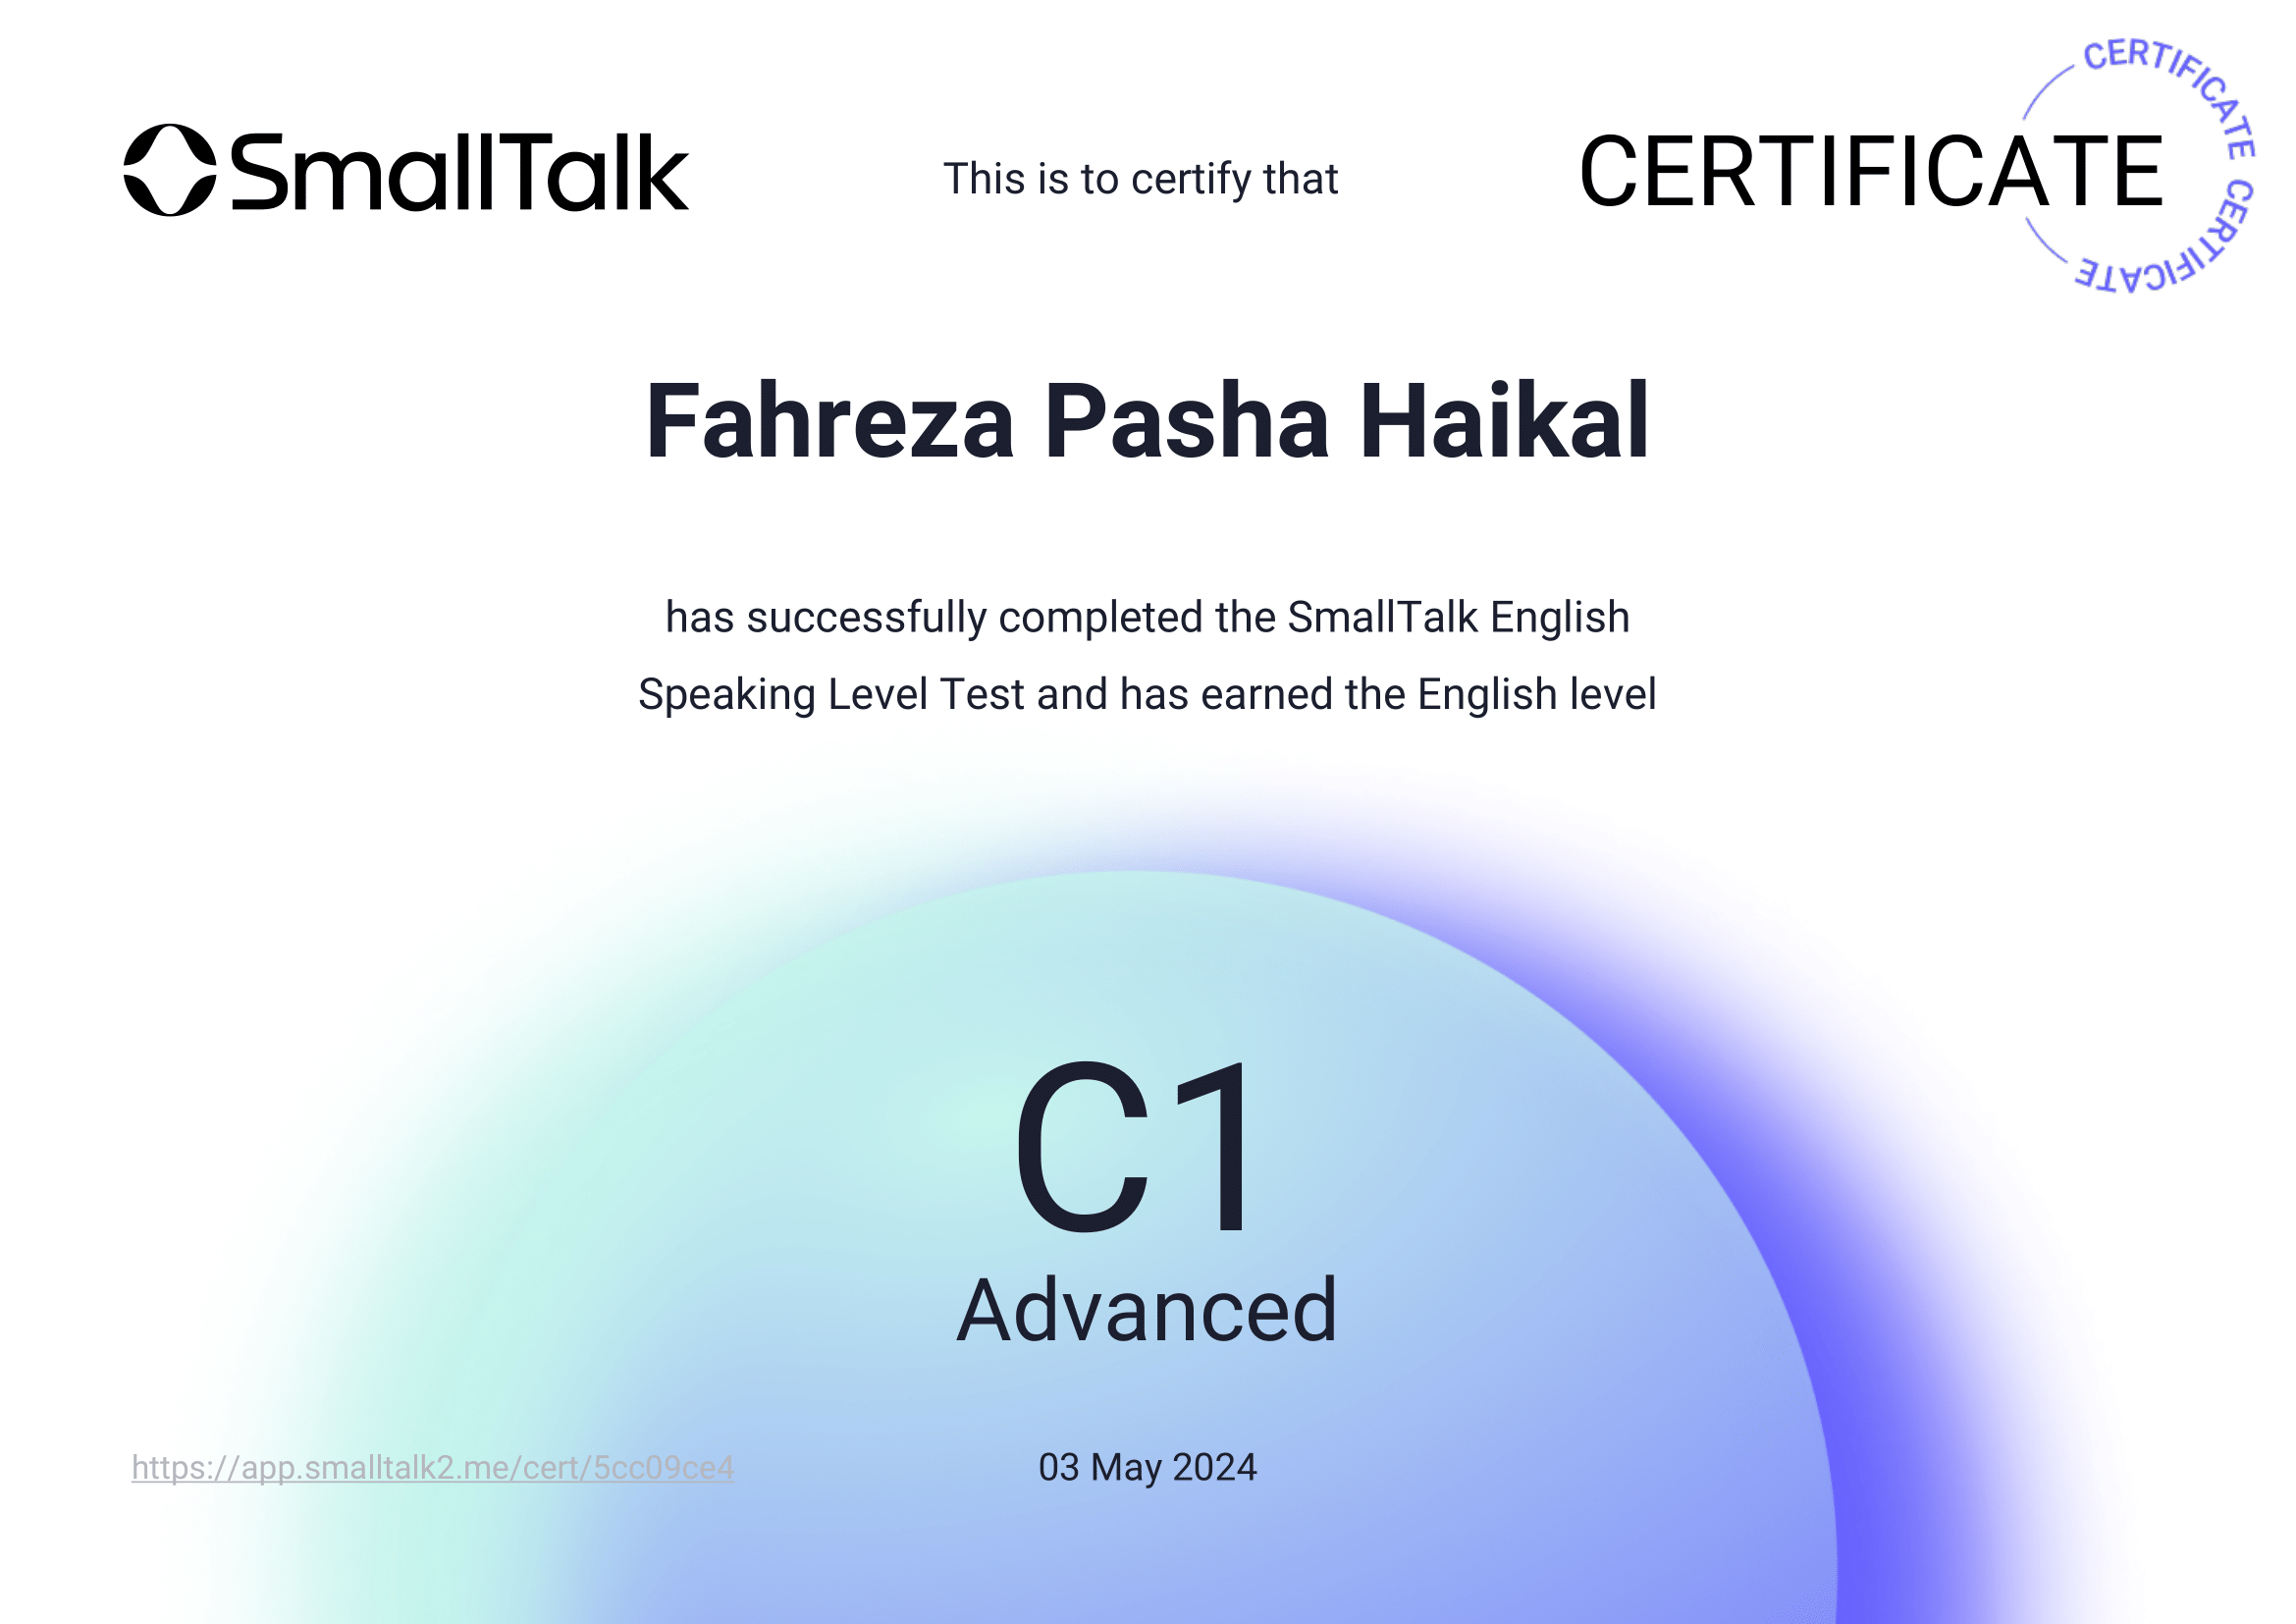 SmallTalk
This is to certify that
CERTIFICATE
CERTIFICATE CERTIFICATE
Fahreza Pasha Haikal
has successfully completed the SmallTalk English
Speaking Level Test and has earned the English level
C1
Advanced
https://app.smalltalk2.me/cert/5cc09ce4
03 May 2024